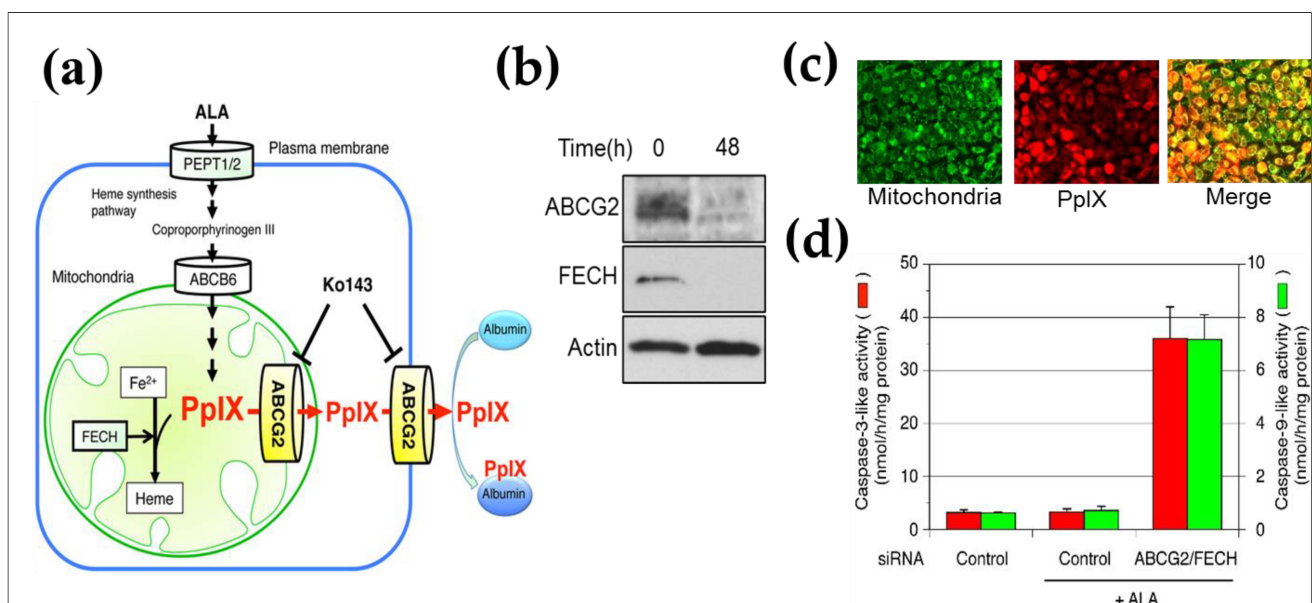 (a)
ALA
PEPT1/2
Plasma membrane
Heme synthesis
pathway
Coproporphyrinogen III
Mitochondria
ABCB6
Ko143
Albumin
Fe2+
PpIX
ABCG2
PpIX
ABCG2
PpIX
FECH
PpIX
Albumin
Heme
(b)
Time(h) 0 48
ABCG2
FECH
Actin
(c)
Mitochondria PpIX Merge
(d)
Caspase-3-like activity ( )
(nmol/h/mg protein)
50
40
30
20
10
0
10
8
6
4
2
0
Caspase-9-like activity ( )
(nmol/h/mg protein)
siRNA Control Control ABCG2/FECH
+ ALA